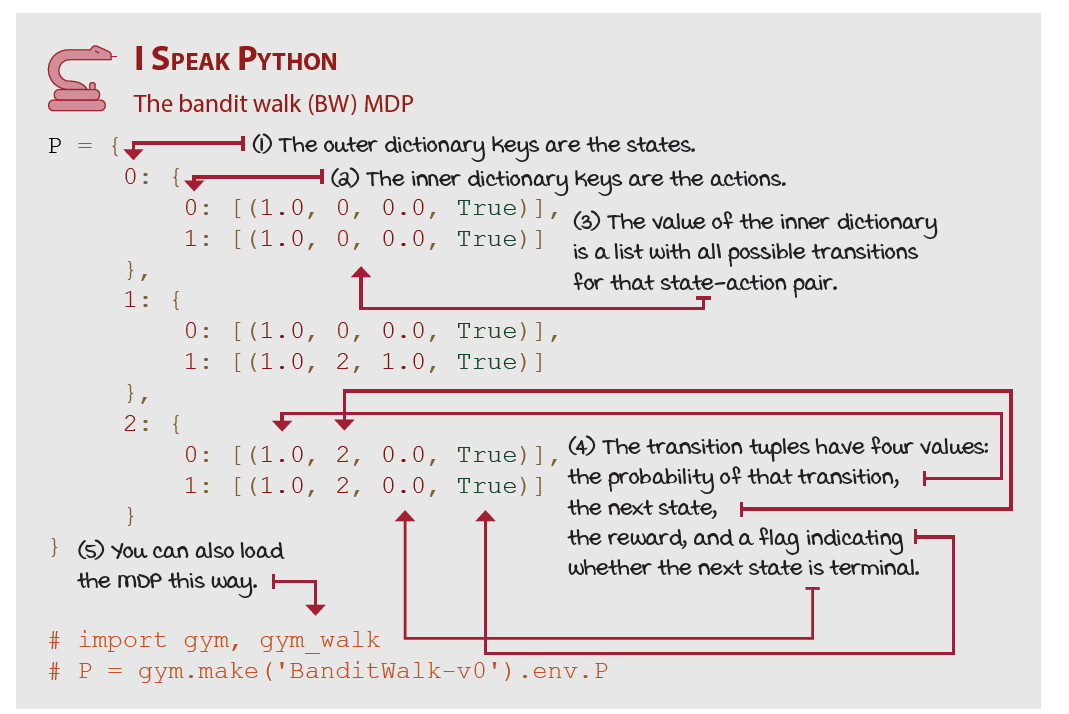 I Speak Python
The bandit walk (BW) MDP
P = {
(1) The outer dictionary keys are the states.
0: {
(2) The inner dictionary keys are the actions.
0: [(1.0, 0, 0.0, True)],
1: [(1.0, 0, 0.0, True)]
(3) The value of the inner dictionary
is a list with all possible transitions
for that state-action pair.
},
1: {
0: [(1.0, 0, 0.0, True)],
1: [(1.0, 2, 1.0, True)]
},
2: {
0: [(1.0, 2, 0.0, True)],
1: [(1.0, 2, 0.0, True)]
(4) The transition tuples have four values:
the probability of that transition,
the next state,
the reward, and a flag indicating
whether the next state is terminal.
}
}
(5) You can also load
the MDP this way.
# import gym, gym_walk
# P = gym.make('BanditWalk-v0').env.P